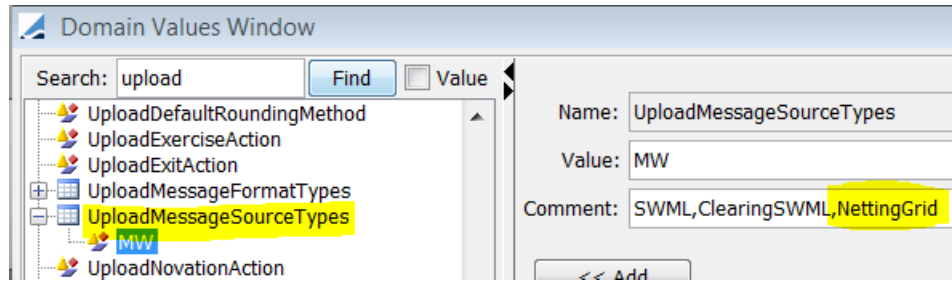 Domain Values Window
Search: upload Find Value
UploadDefaultRoundingMethod
UploadExerciseAction
UploadExitAction
UploadMessageFormatTypes
UploadMessageSourceTypes
MW
UploadNovationAction
Name: UploadMessageSourceTypes
Value: MW
Comment: SWML,ClearingSWML,NettingGrid
<< Add